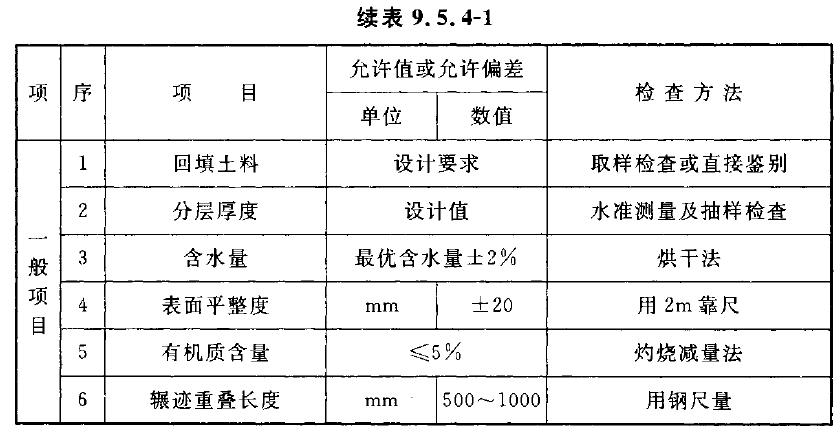 续表 9.5.4-1
项 序 项 目 允许值或允许偏差 检查方法
单位 数值
一般项目
1 回填土料 设计要求 取样检查或直接鉴别
2 分层厚度 设计值 水准测量及抽样检查
3 含水量 最优含水量±2% 烘干法
4 表面平整度 mm ±20 用2m靠尺
5 有机质含量 ≤5% 灼烧减量法
6 辗迹重叠长度 mm 500～1000 用钢尺量